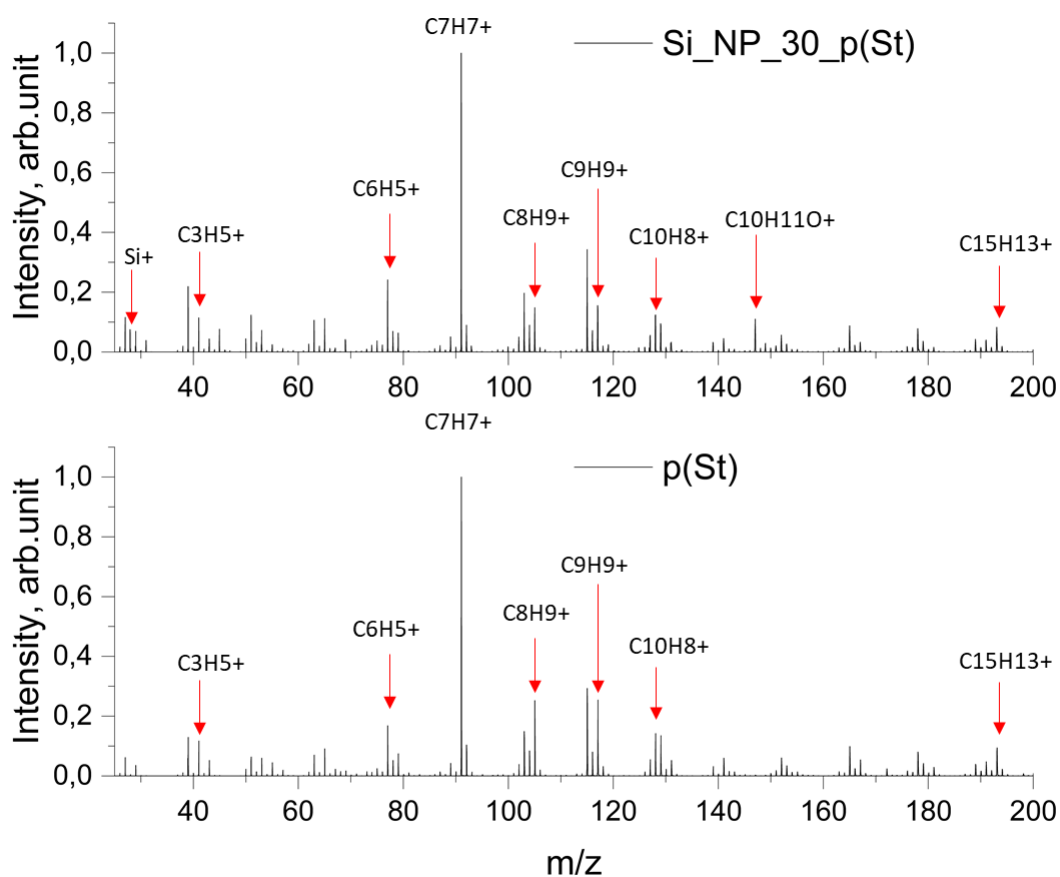 C7H7+
Si_NP_30_p(St)
1,0
0,8
0,6
0,4
0,2
0,0
Intensity, arb.unit
Si+
C3H5+
C6H5+
C8H9+
C9H9+
C10H8+
C10H11O+
C15H13+
40 60 80 100 120 140 160 180 200
C7H7+
p(St)
1,0
0,8
0,6
0,4
0,2
0,0
Intensity, arb.unit
C3H5+
C6H5+
C8H9+
C9H9+
C10H8+
C15H13+
40 60 80 100 120 140 160 180 200
m/z